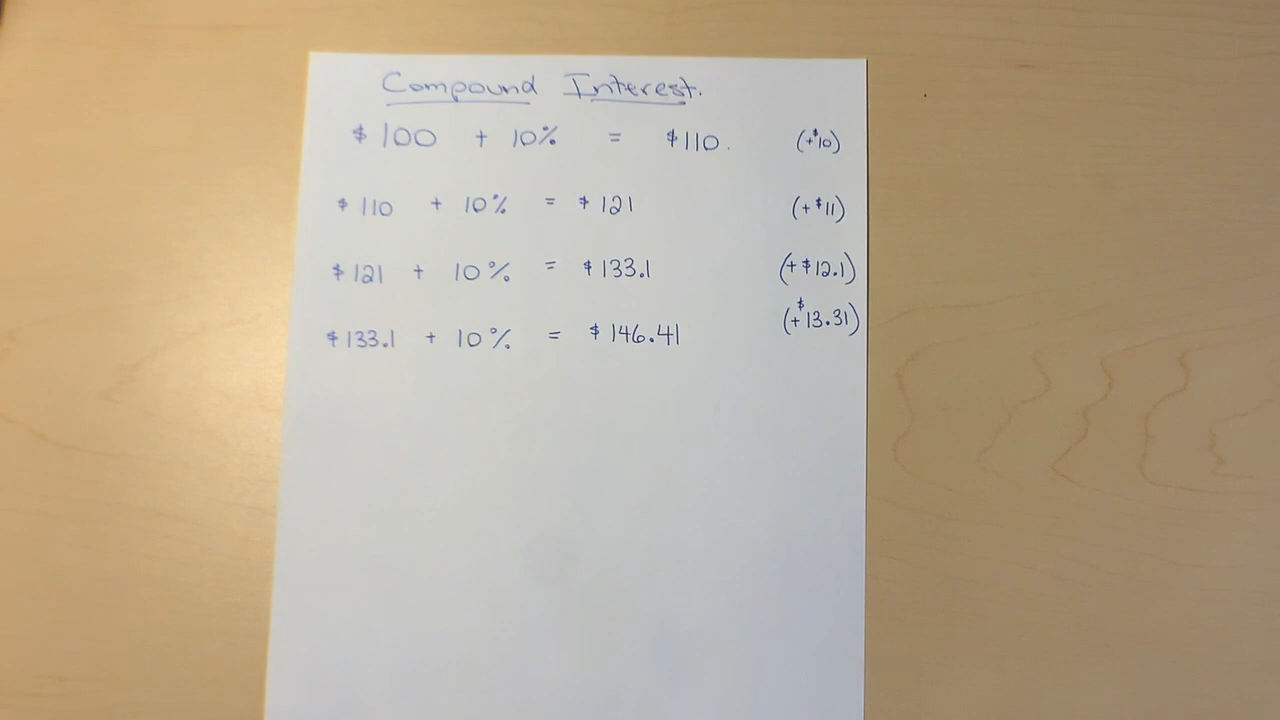 Compound Interest.
$100 + 10% = $110. (+$10)
$110 + 10% = $121 (+$11)
$121 + 10% = $133.1 (+$12.1)
$133.1 + 10% = $146.41 (+$13.31)